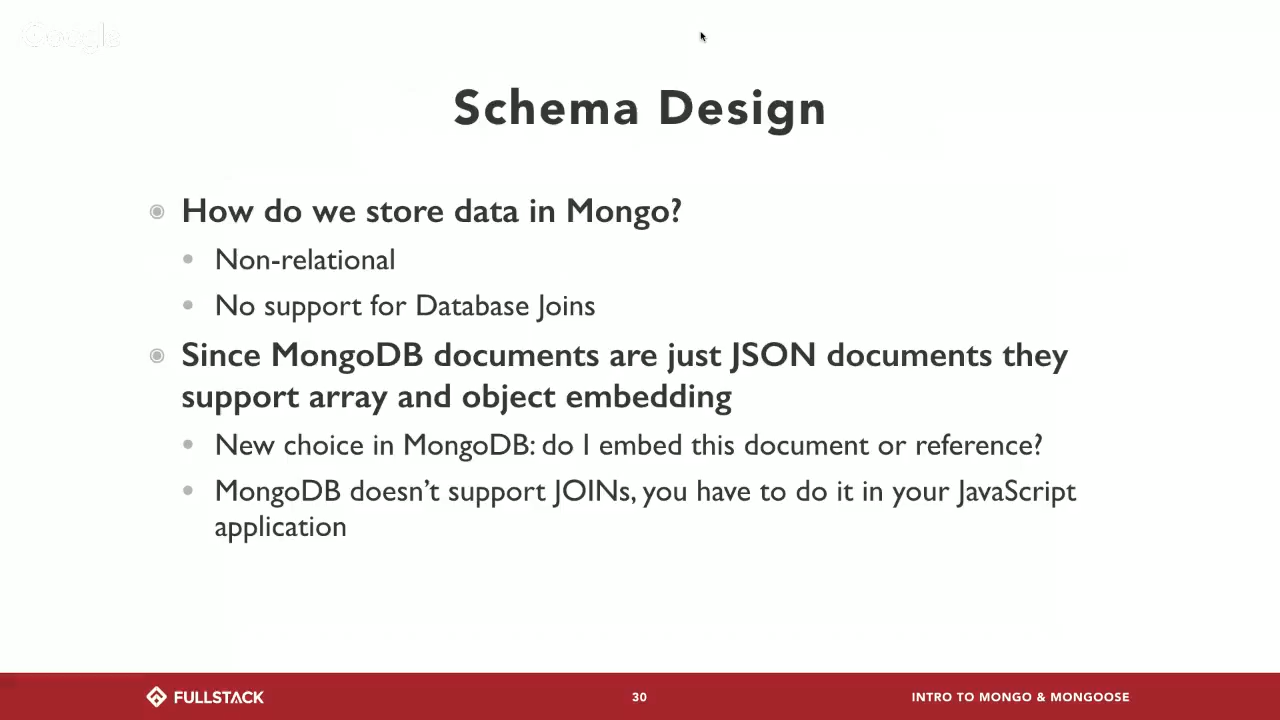 Google
Schema Design
How do we store data in Mongo?
Non-relational
No support for Database Joins
Since MongoDB documents are just JSON documents they
support array and object embedding
New choice in MongoDB: do I embed this document or reference?
MongoDB doesn't support JOINs, you have to do it in your JavaScript
application
FULLSTACK
30
INTRO TO MONGO & MONGOOSE